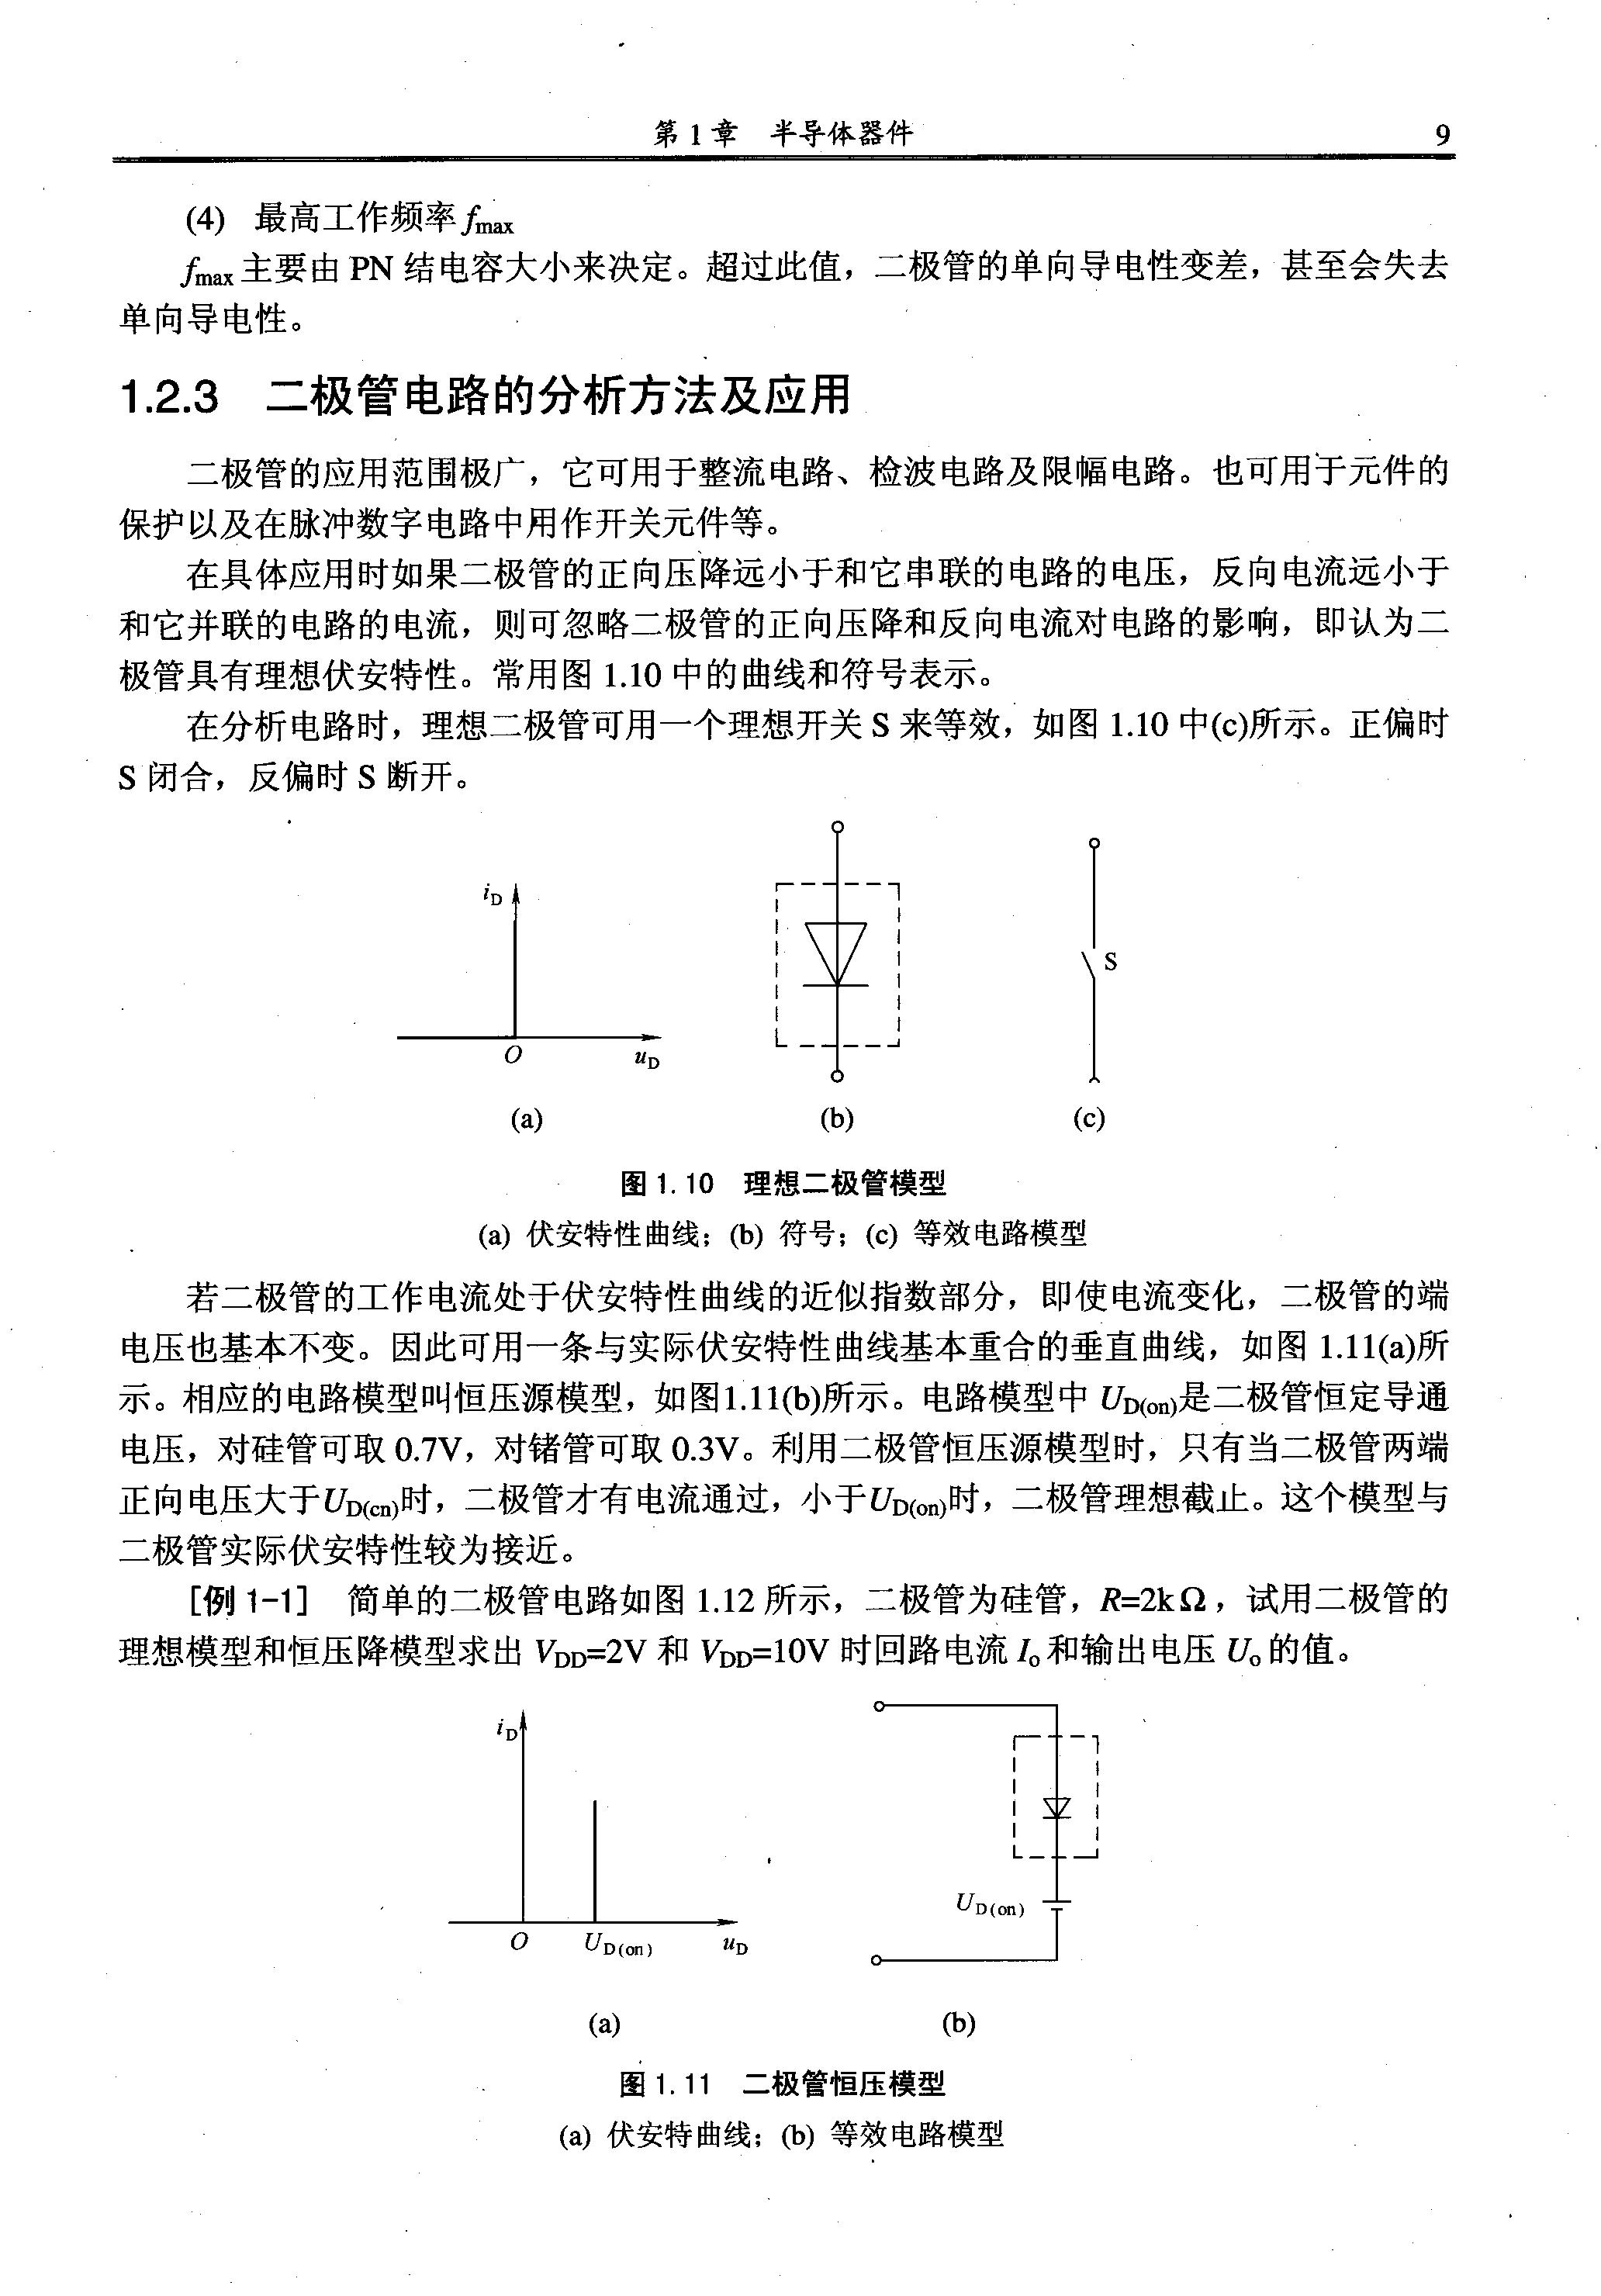 第 1 章 半导体器件 9
(4) 最高工作频率 fmax
fmax 主要由 PN 结电容大小来决定。超过此值，二极管的单向导电性变差，甚至会失去
单向导电性。
1.2.3 二极管电路的分析方法及应用
二极管的应用范围极广，它可用于整流电路、检波电路及限幅电路。也可用于元件的
保护以及在脉冲数字电路中用作开关元件等。
在具体应用时如果二极管的正向压降远小于和它串联的电路的电压，反向电流远小于
和它并联的电路的电流，则可忽略二极管的正向压降和反向电流对电路的影响，即认为二
极管具有理想伏安特性。常用图 1.10 中的曲线和符号表示。
在分析电路时，理想二极管可用一个理想开关 S 来等效，如图 1.10 中(c)所示。正偏时
S 闭合，反偏时 S 断开。
iD
S
O uD
(a) (b) (c)
图 1.10 理想二极管模型
(a) 伏安特性曲线；(b) 符号；(c) 等效电路模型
若二极管的工作电流处于伏安特性曲线的近似指数部分，即使电流变化，二极管的端
电压也基本不变。因此可用一条与实际伏安特性曲线基本重合的垂直曲线，如图 1.11(a)所
示。相应的电路模型叫恒压源模型，如图1.11(b)所示。电路模型中 UD(on)是二极管恒定导通
电压，对硅管可取 0.7V，对锗管可取 0.3V。利用二极管恒压源模型时，只有当二极管两端
正向电压大于UD(cn)时，二极管才有电流通过，小于UD(on)时，二极管理想截止。这个模型与
二极管实际伏安特性较为接近。
[例 1-1] 简单的二极管电路如图 1.12 所示，二极管为硅管，R=2kΩ，试用二极管的
理想模型和恒压降模型求出 VDD=2V 和 VDD=10V 时回路电流 Io 和输出电压 Uo 的值。
iD
UD(on)
O UD(on) uD
(a) (b)
图 1.11 二极管恒压模型
(a) 伏安特曲线；(b) 等效电路模型